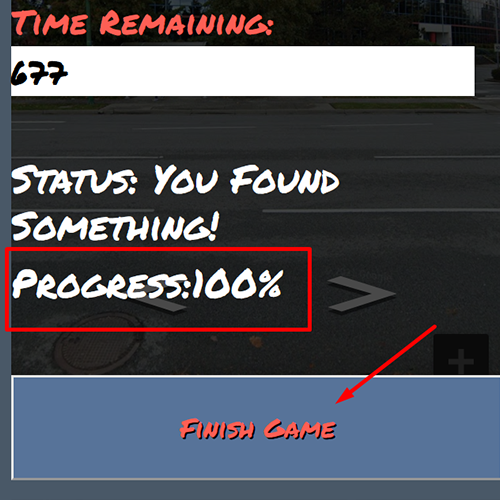 Time Remaining:
677
Status: You Found
Something!
Progress:100%
+
Finish Game